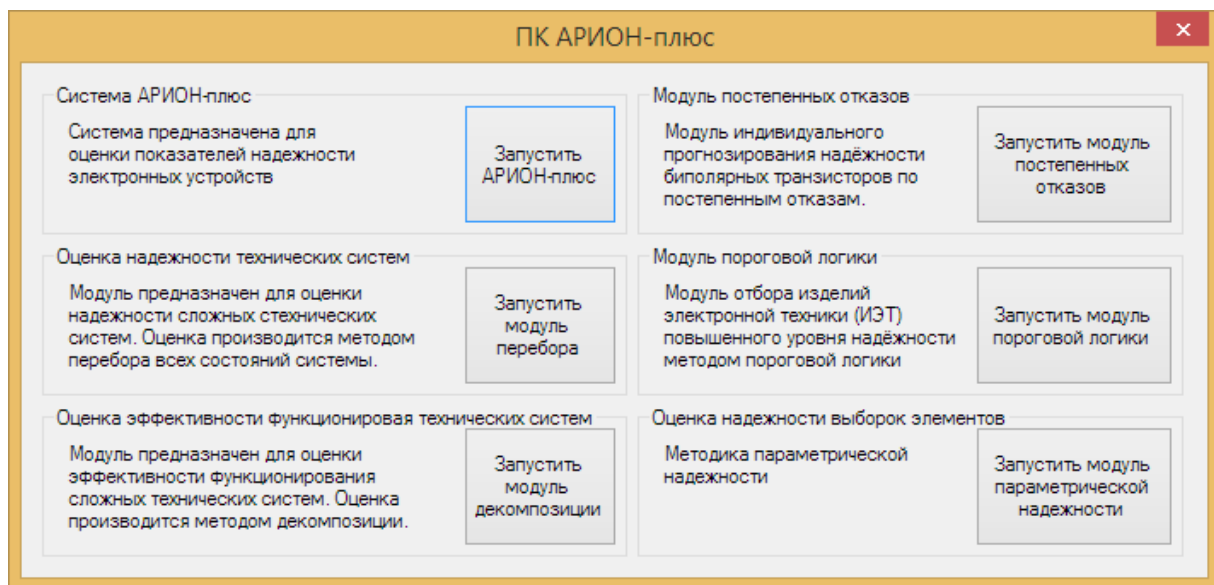 ПК АРИОН-плюс
Система АРИОН-плюс
Система предназначена для
оценки показателей надежности
электронных устройств
Запустить
АРИОН-плюс
Модуль постепенных отказов
Модуль индивидуального
прогнозирования надёжности
биполярных транзисторов по
постепенным отказам.
Запустить модуль
постепенных
отказов
Оценка надежности технических систем
Модуль предназначен для оценки
надежности сложных стехнических
систем. Оценка производится методом
перебора всех состояний системы.
Запустить
модуль
перебора
Модуль пороговой логики
Модуль отбора изделий
электронной техники (ИЭТ)
повышенного уровня надёжности
методом пороговой логики
Запустить модуль
пороговой логики
Оценка эффективности функционировая технических систем
Модуль предназначен для оценки
эффективности функционирования
сложных технических систем. Оценка
производится методом декомпозиции.
Запустить
модуль
декомпозиции
Оценка надежности выборок элементов
Методика параметрической
надежности
Запустить модуль
параметрической
надежности